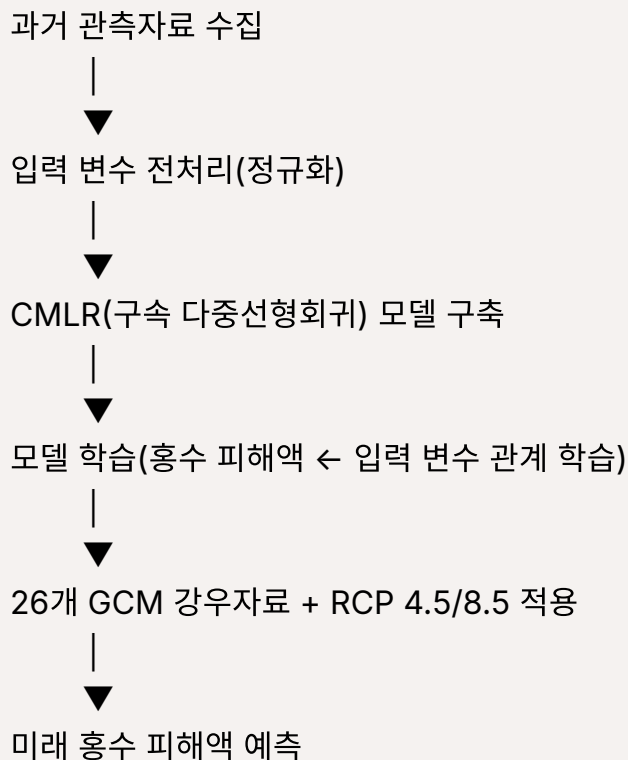 과거 관측자료 수집
│
▼
입력 변수 전처리(정규화)
│
▼
CMLR(구속 다중선형회귀) 모델 구축
│
▼
모델 학습(홍수 피해액 ← 입력 변수 관계 학습)
│
▼
26개 GCM 강우자료 + RCP 4.5/8.5 적용
│
▼
미래 홍수 피해액 예측